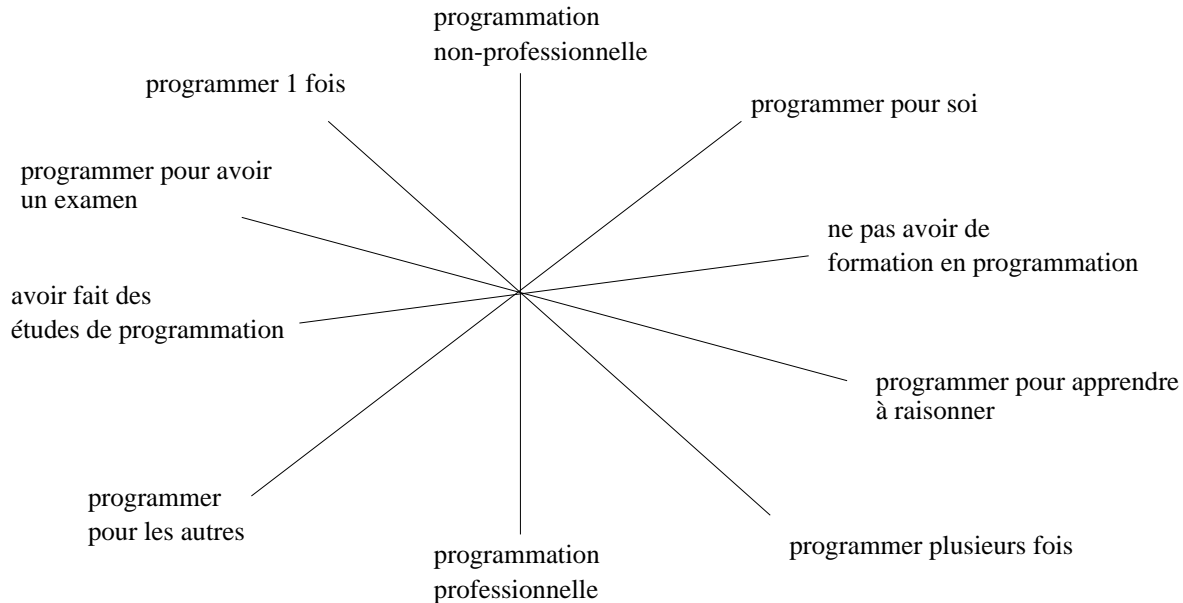 programmation
non-professionnelle
programmer 1 fois
programmer pour soi
programmer pour avoir
un examen
ne pas avoir de
formation en programmation
avoir fait des
études de programmation
programmer pour apprendre
à raisonner
programmer
pour les autres
programmer plusieurs fois
programmation
professionnelle